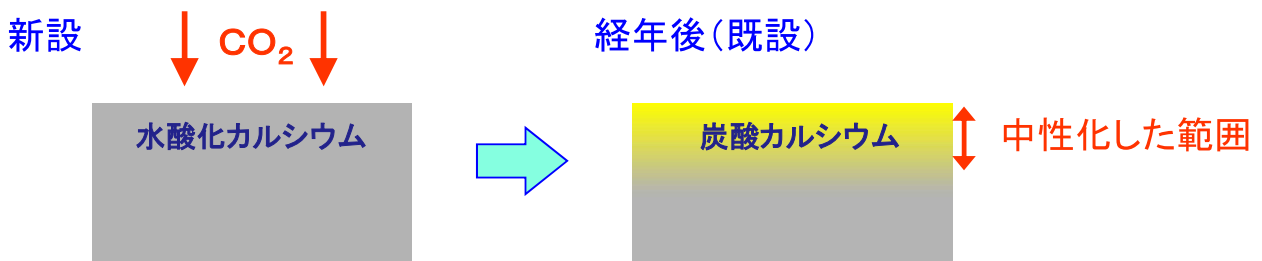 新設
CO₂
水酸化カルシウム
経年後（既設）
炭酸カルシウム
中性化した範囲